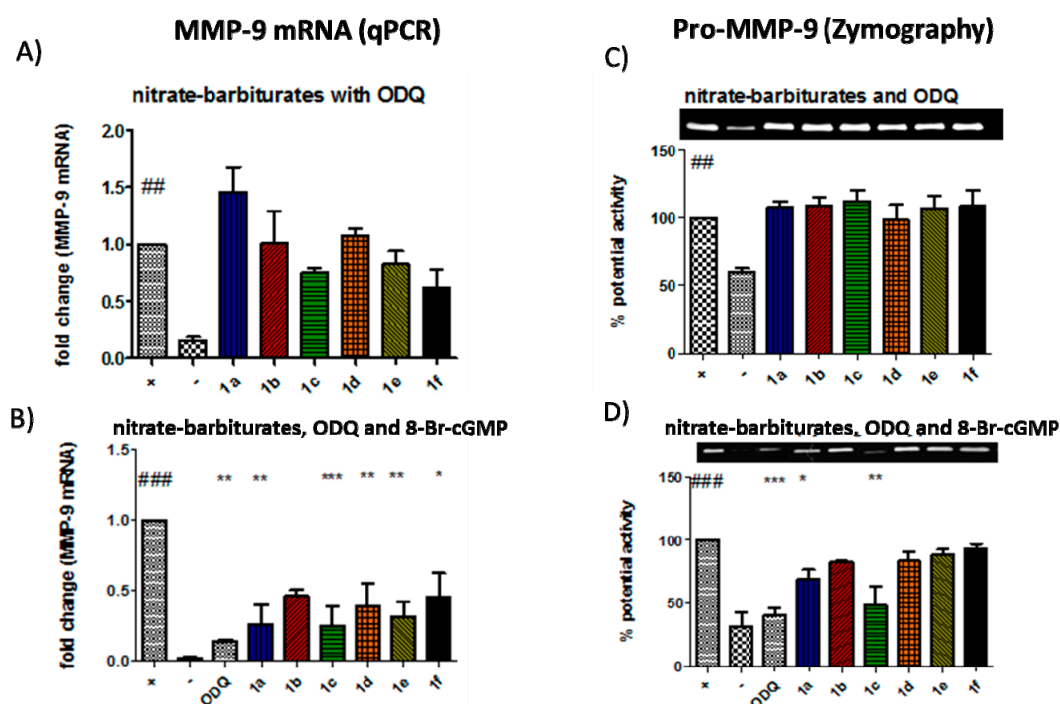 MMP-9 mRNA (qPCR)
Pro-MMP-9 (Zymography)
A)
nitrate-barbiturates with ODQ
fold change (MMP-9 mRNA)
2.0
1.5
1.0
0.5
0.0
##
+ - 1a 1b 1c 1d 1e 1f
C)
nitrate-barbiturates and ODQ
% potential activity
150
100
50
0
##
+ - 1a 1b 1c 1d 1e 1f
B)
nitrate-barbiturates, ODQ and 8-Br-cGMP
fold change (MMP-9 mRNA)
1.5
1.0
0.5
0.0
### ** ** *** ** ** *
+ - ODQ 1a 1b 1c 1d 1e 1f
D)
nitrate-barbiturates, ODQ and 8-Br-cGMP
% potential activity
150
100
50
0
### *** * **
+ - ODQ 1a 1b 1c 1d 1e 1f